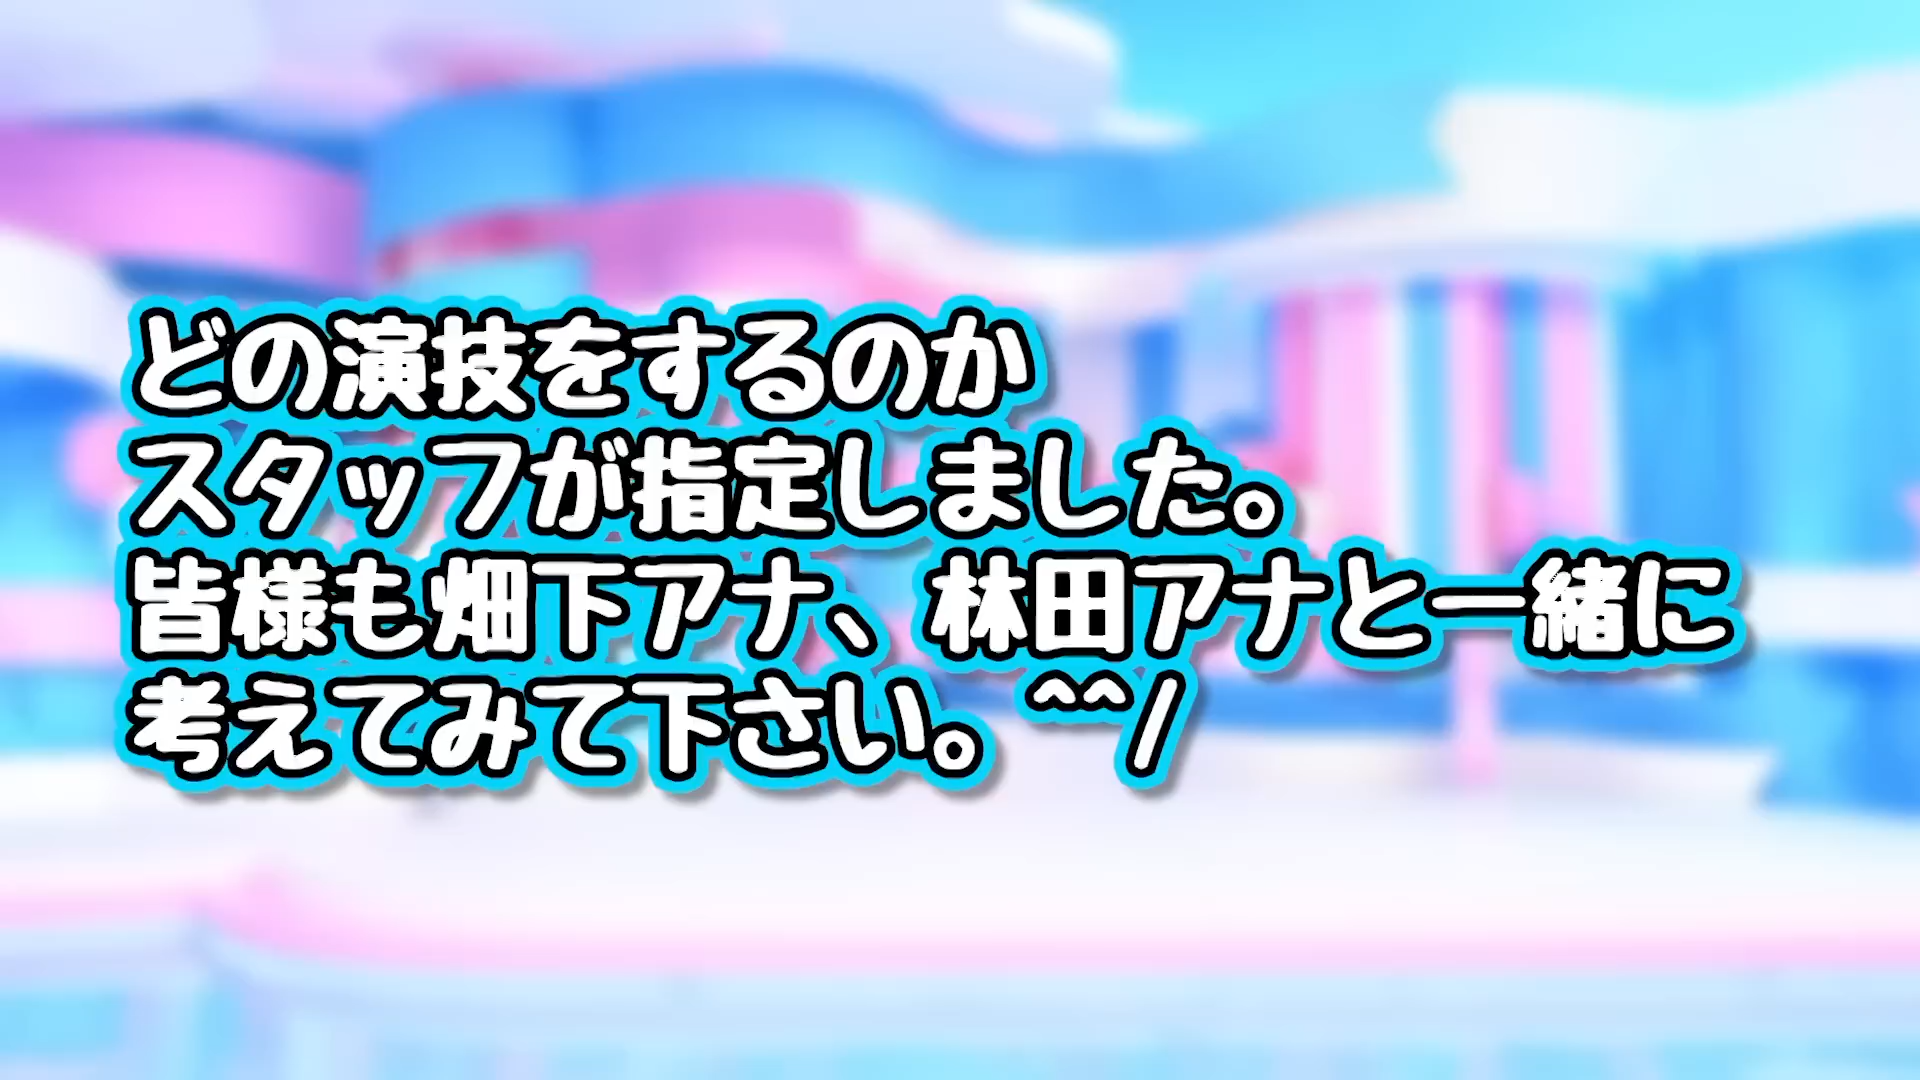 どの演技をするのか
スタッフが指定しました。
皆様も畑下アナ、林田アナと一緒に
考えてみて下さい。^^/